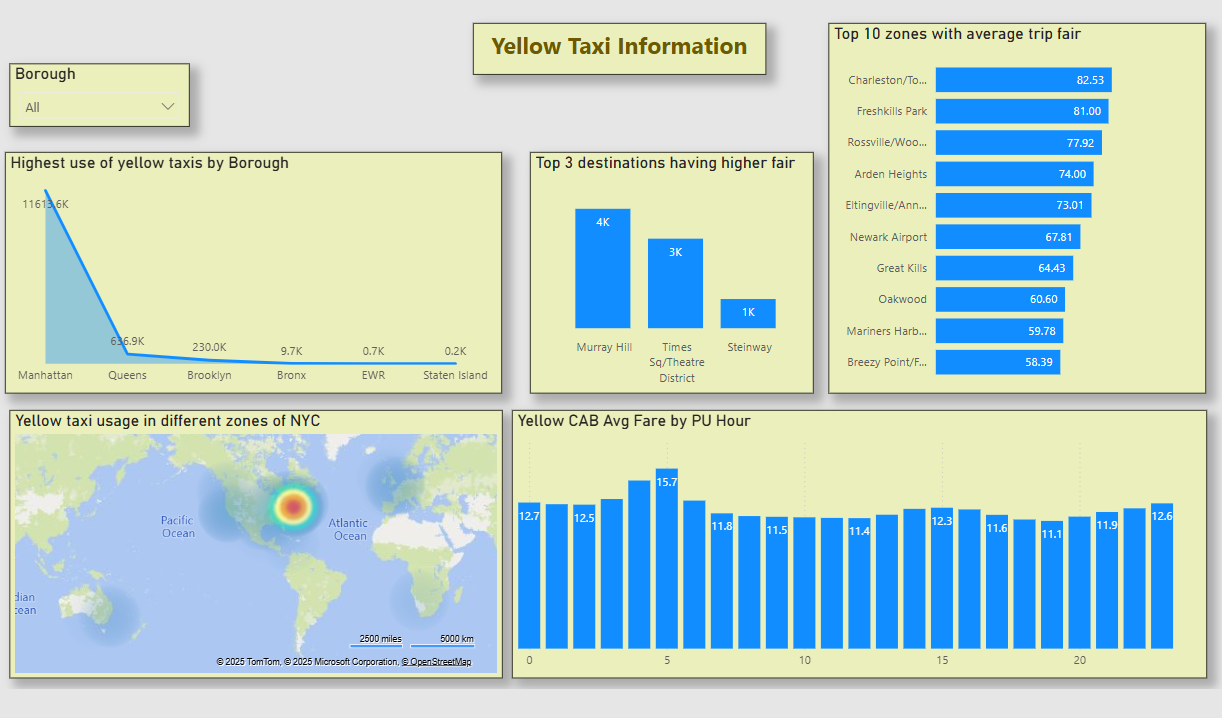 Yellow Taxi Information
Borough
All
Highest use of yellow taxis by Borough
11613.6K
636.9K
230.0K
9.7K
0.7K
0.2K
Manhattan
Queens
Brooklyn
Bronx
EWR
Staten Island
Top 3 destinations having higher fair
4K
3K
1K
Murray Hill
Times
Sq/Theatre
District
Steinway
Top 10 zones with average trip fair
Charleston/To... 82.53
Freshkills Park 81.00
Rossville/Woo... 77.92
Arden Heights 74.00
Eltingville/Ann... 73.01
Newark Airport 67.81
Great Kills 64.43
Oakwood 60.60
Mariners Harb... 59.78
Breezy Point/F... 58.39
Yellow taxi usage in different zones of NYC
Pacific
Ocean
Atlantic
Ocean
dian
cean
2500 miles
5000 km
© 2025 TomTom, © 2025 Microsoft Corporation, © OpenStreetMap
Yellow CAB Avg Fare by PU Hour
12.7
12.5
15.7
11.8
11.5
11.4
12.3
11.6
11.1
11.9
12.6
0
5
10
15
20